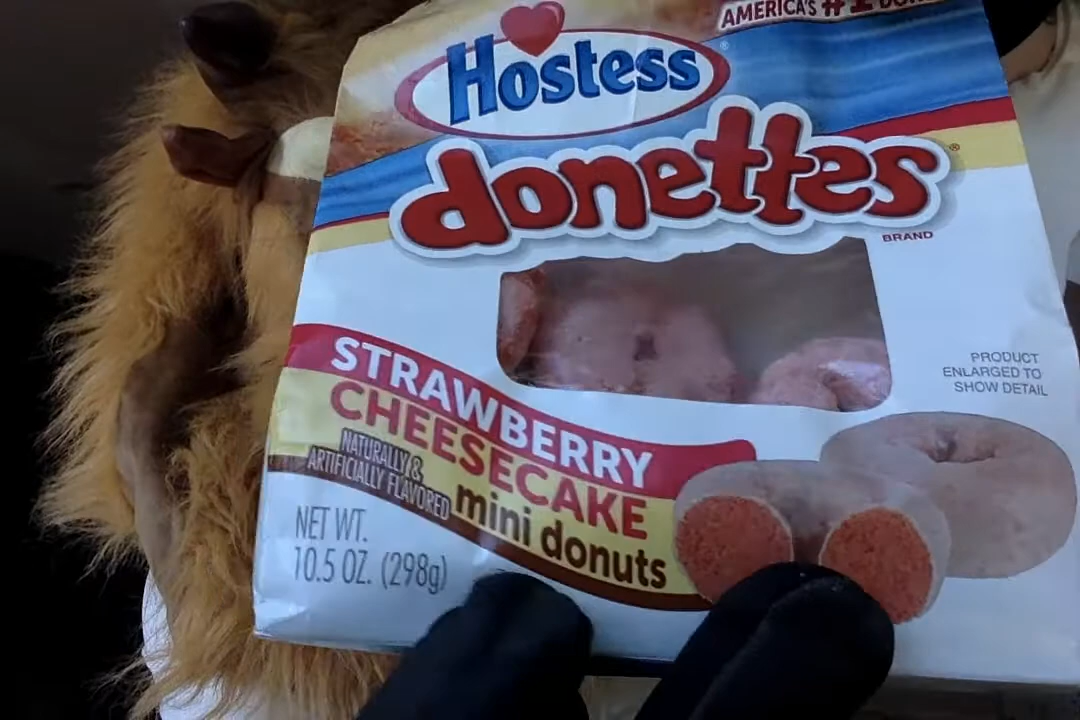 AMERICA'S #1 DON
Hostess®
donettes®
BRAND
PRODUCT
ENLARGED TO
SHOW DETAIL
STRAWBERRY
CHEESECAKE
NATURALLY &
ARTIFICIALLY FLAVORED
mini donuts
NET WT.
10.5 OZ. (298g)